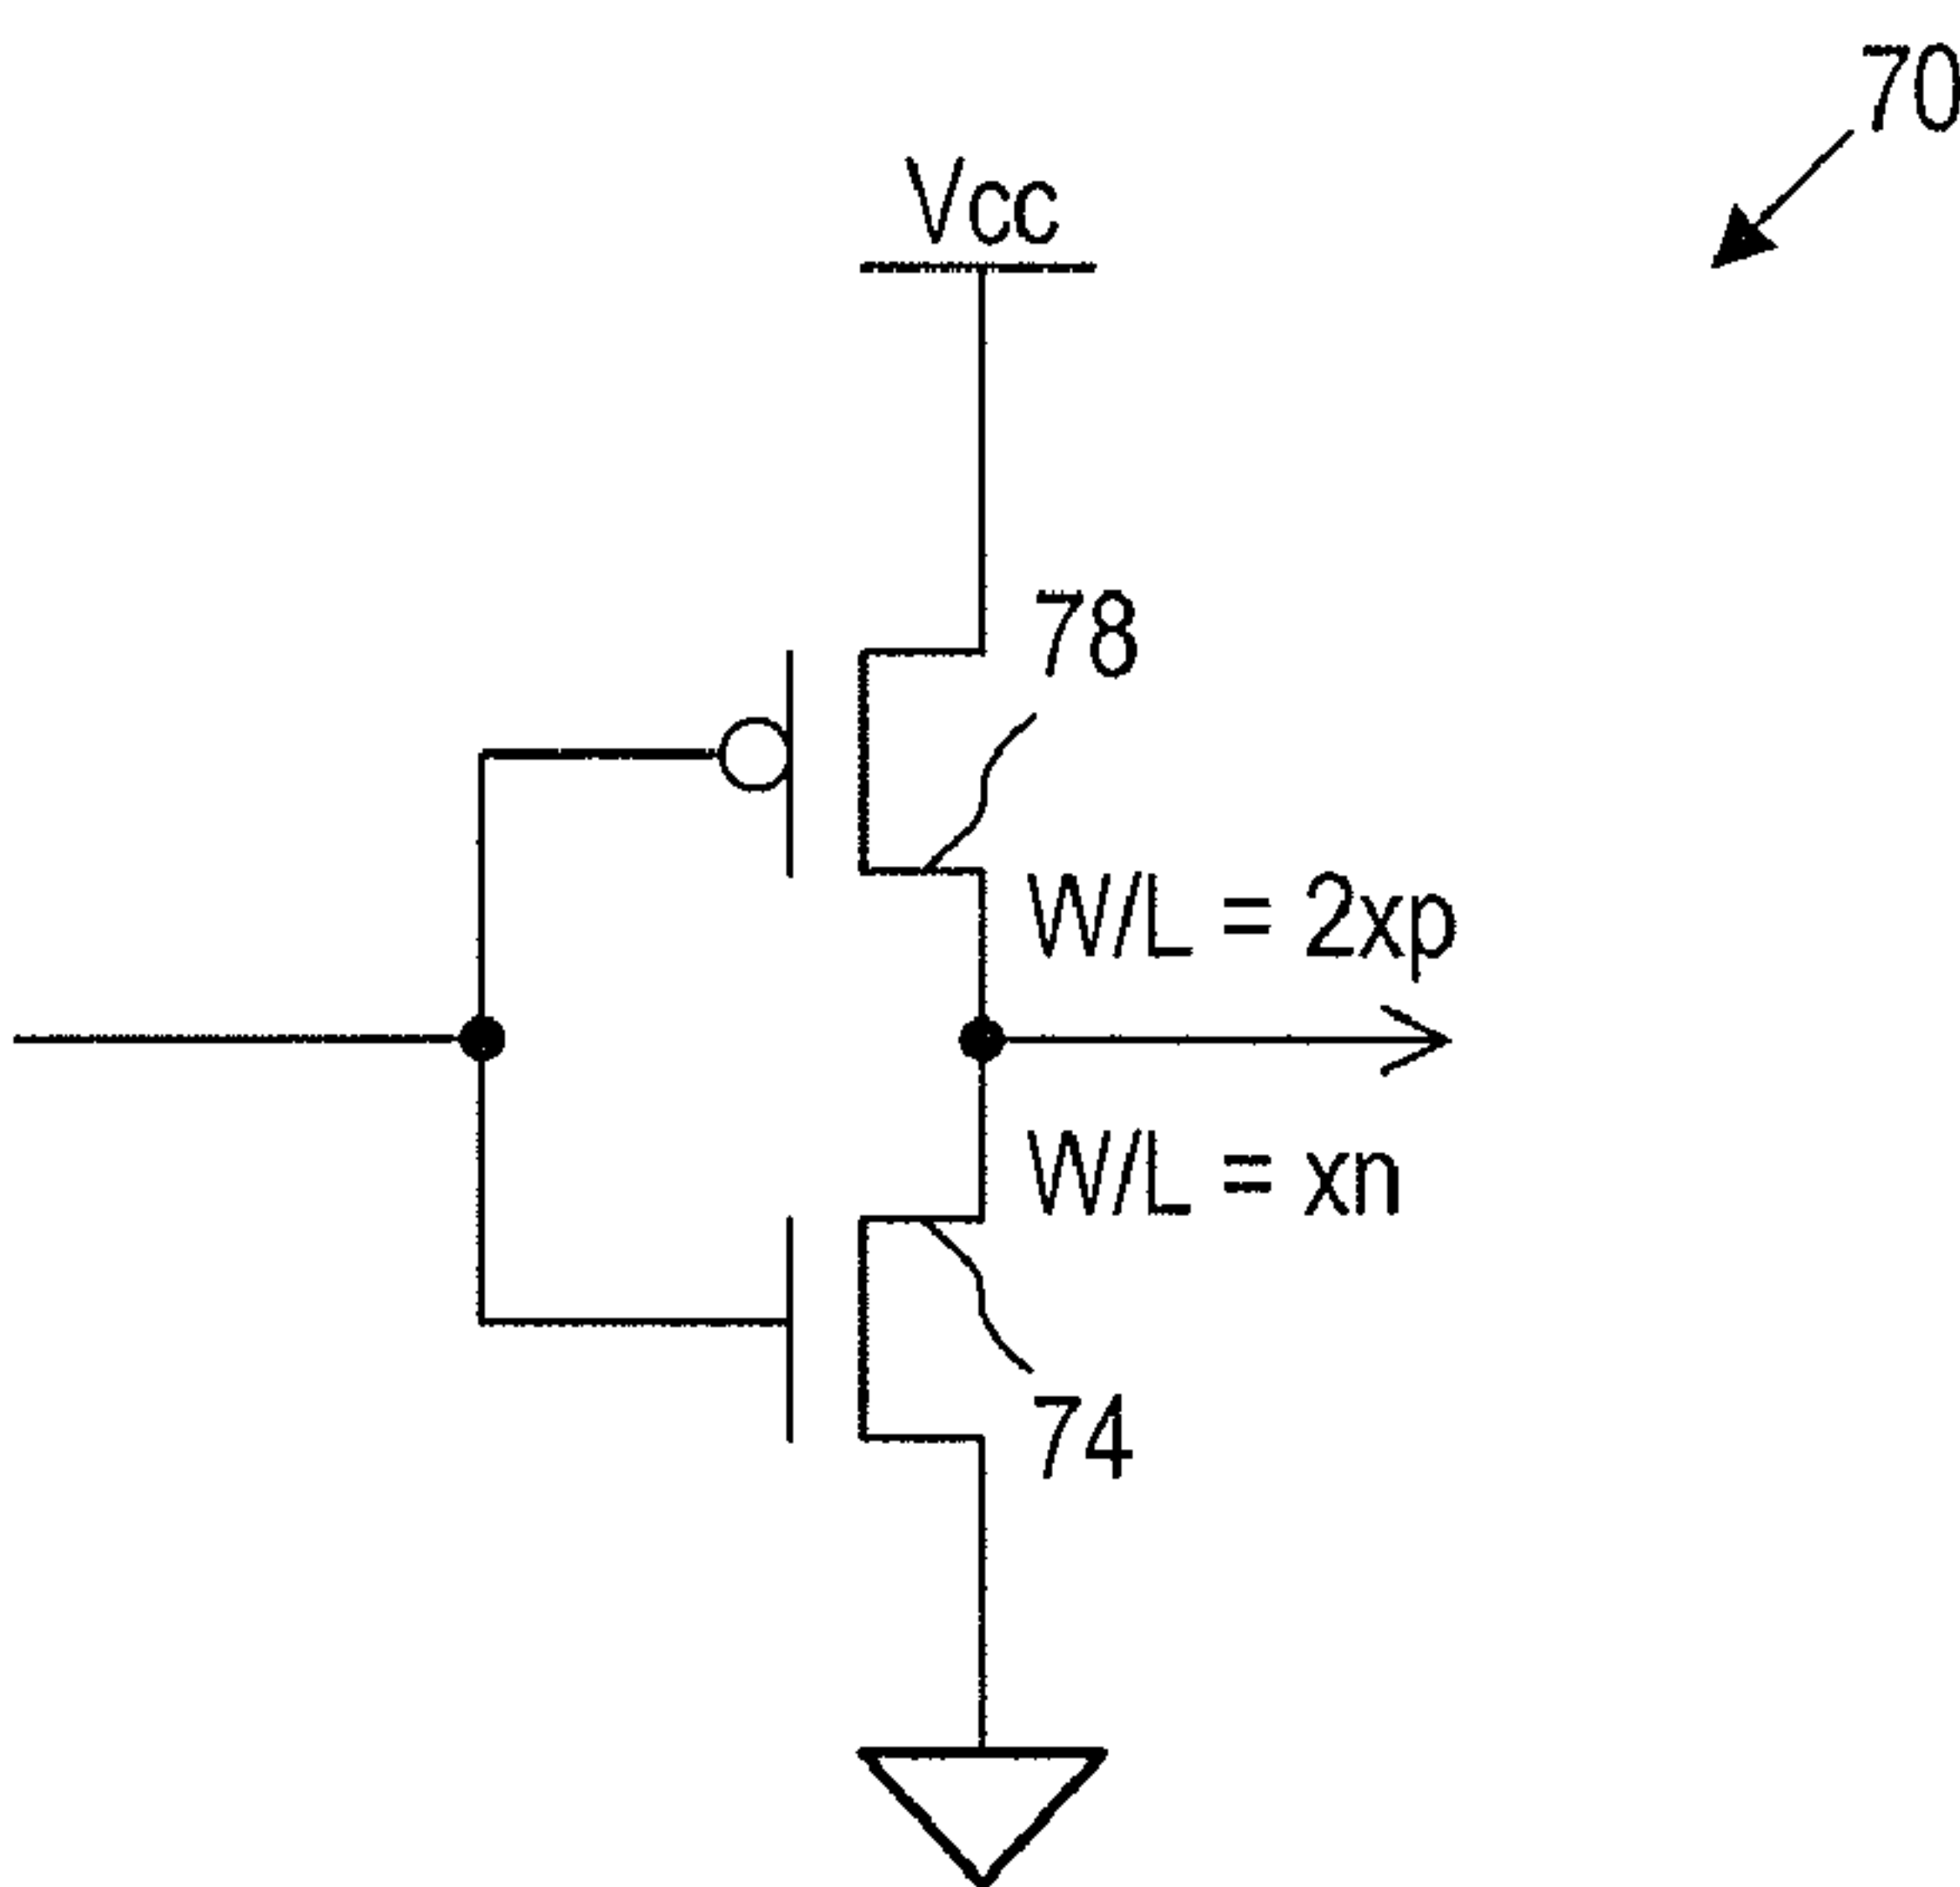 70
Vcc
78
W/L = 2xp
W/L = xn
74